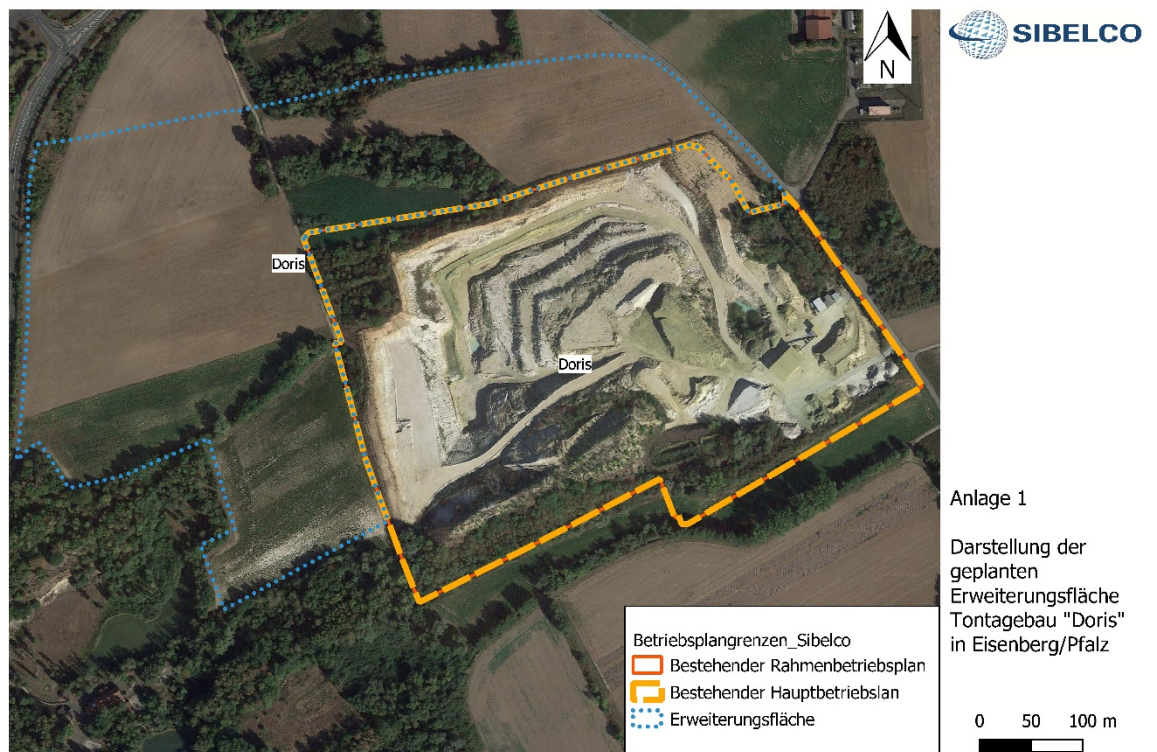 SIBELCO
N
Doris
Doris
Anlage 1
Darstellung der
geplanten
Erweiterungsfläche
Tontagebau "Doris"
in Eisenberg/Pfalz
Betriebsplangrenzen_Sibelco
Bestehender Rahmenbetriebsplan
Bestehender Hauptbetriebslan
Erweiterungsfläche
0 50 100 m